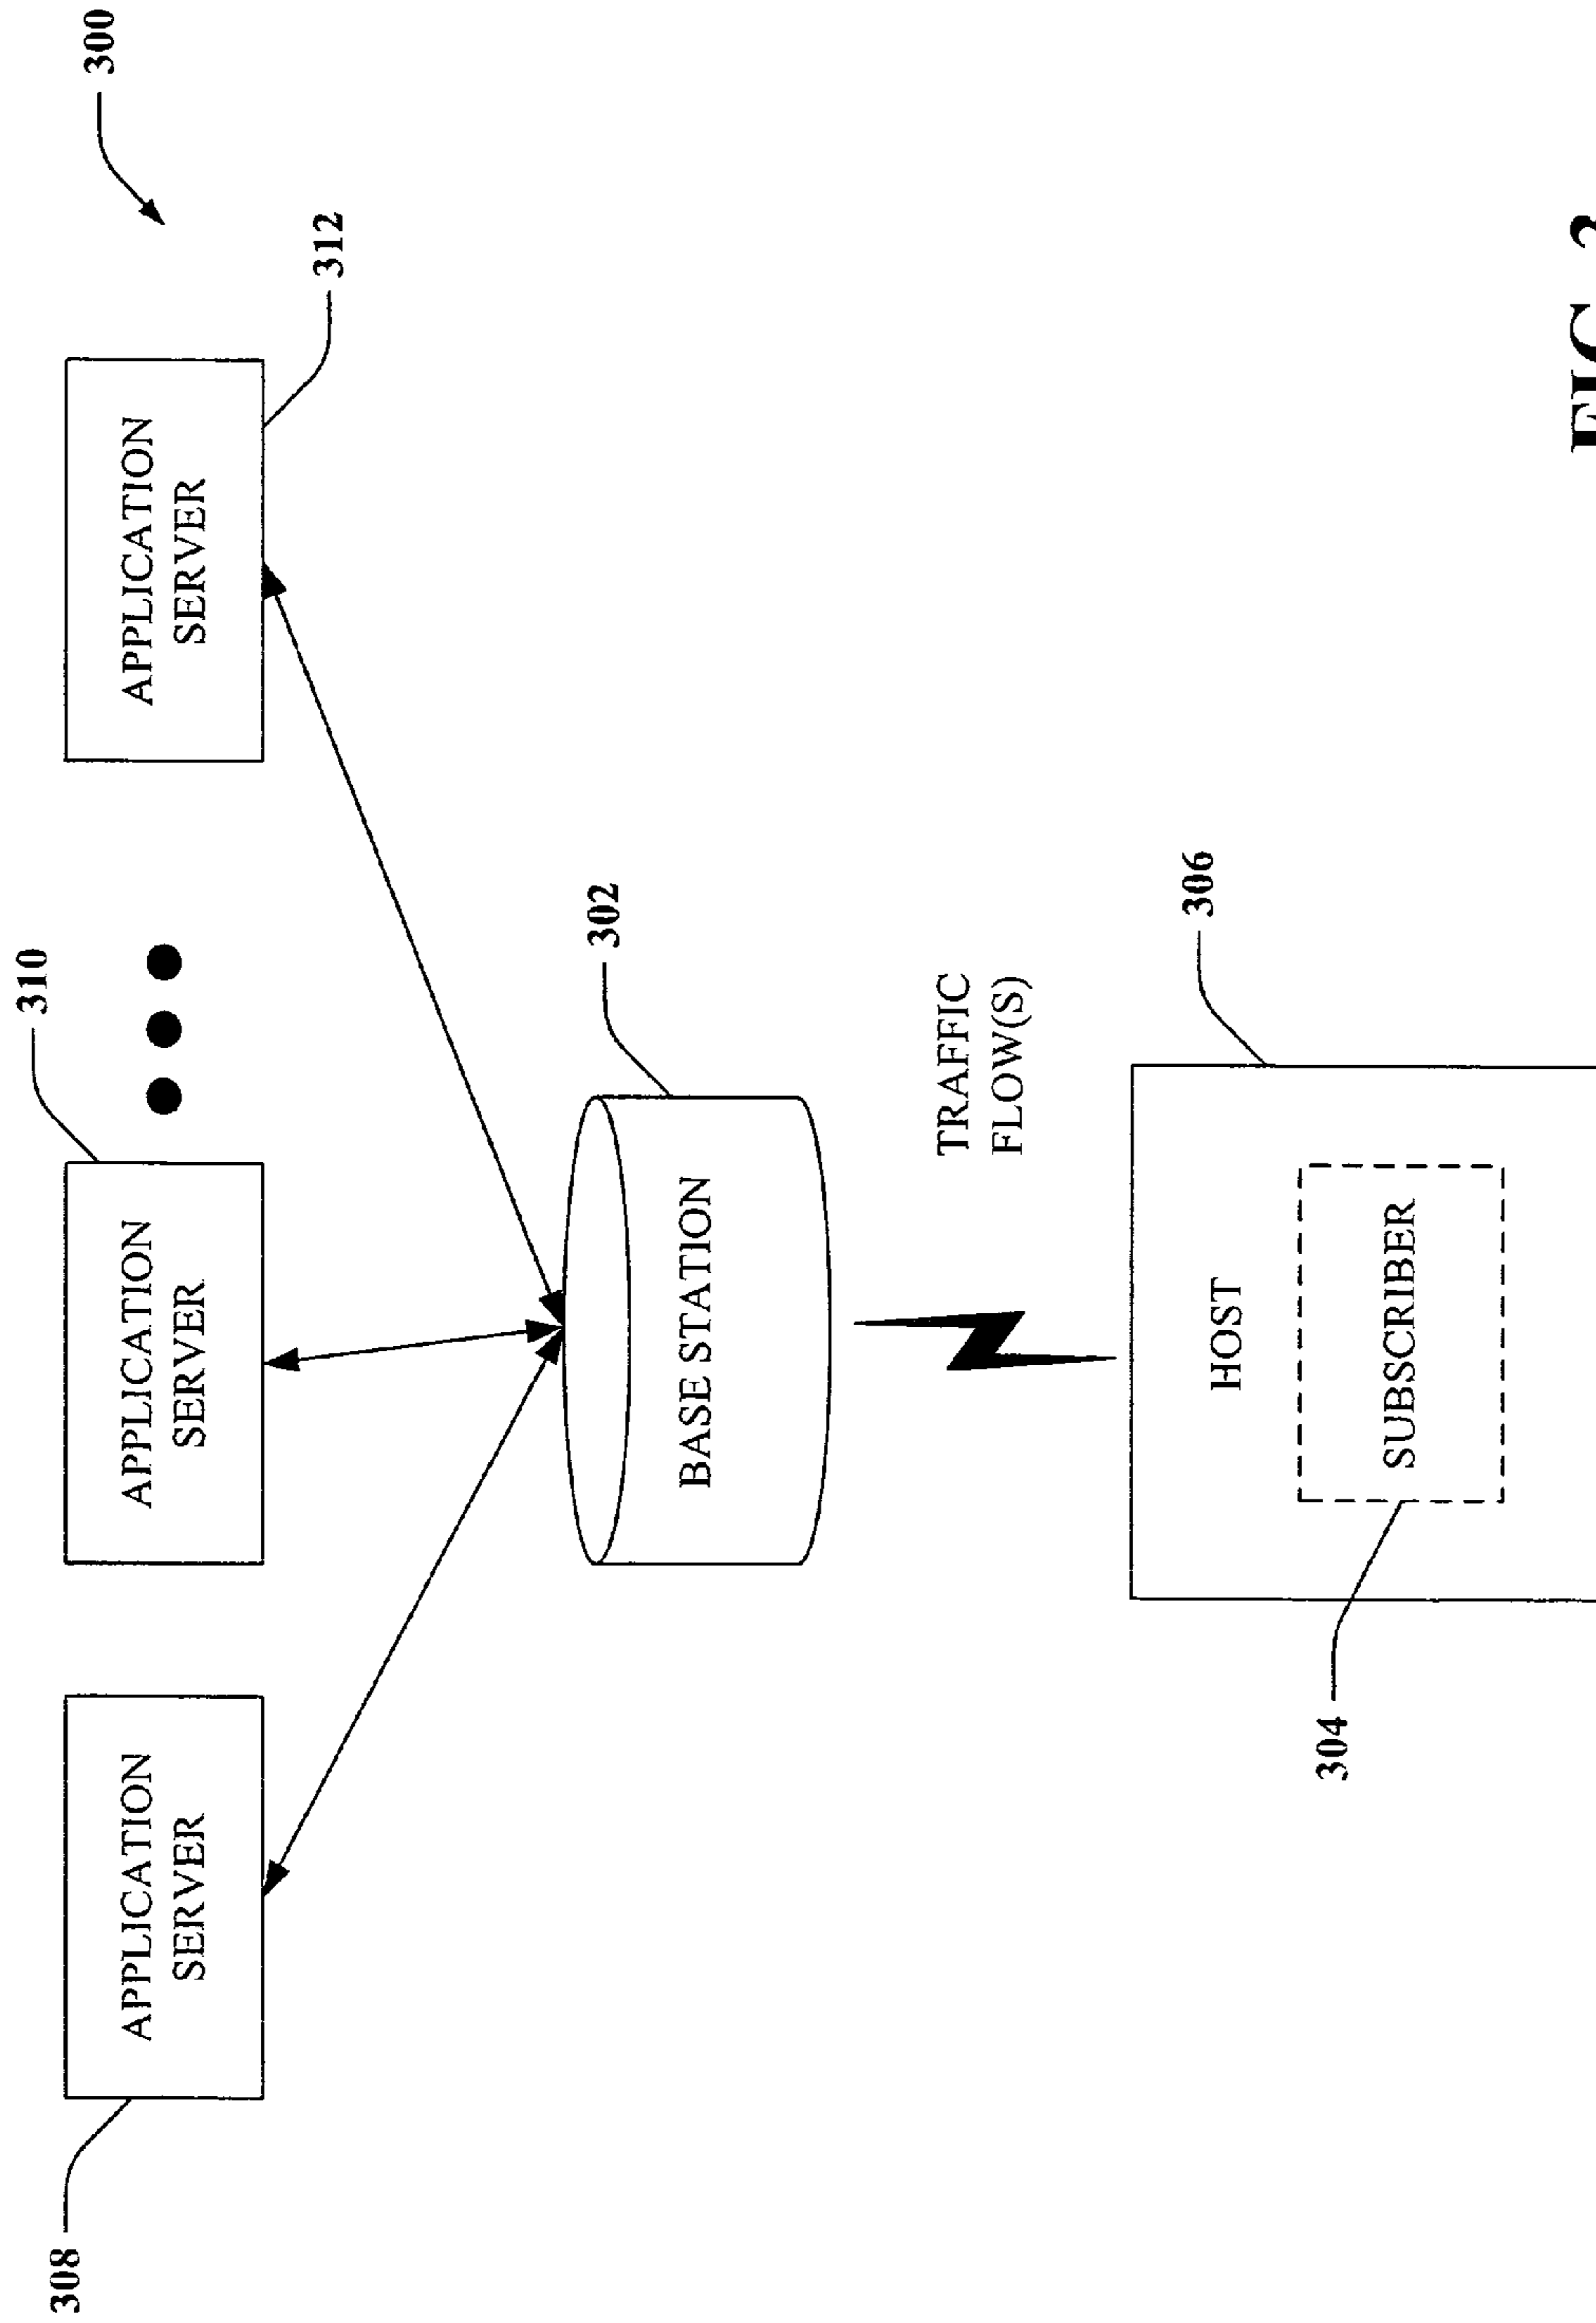 310
308
300
APPLICATION
SERVER
APPLICATION
SERVER
APPLICATION
SERVER
312
302
BASE STATION
TRAFFIC
FLOW(S)
306
HOST
304
SUBSCRIBER